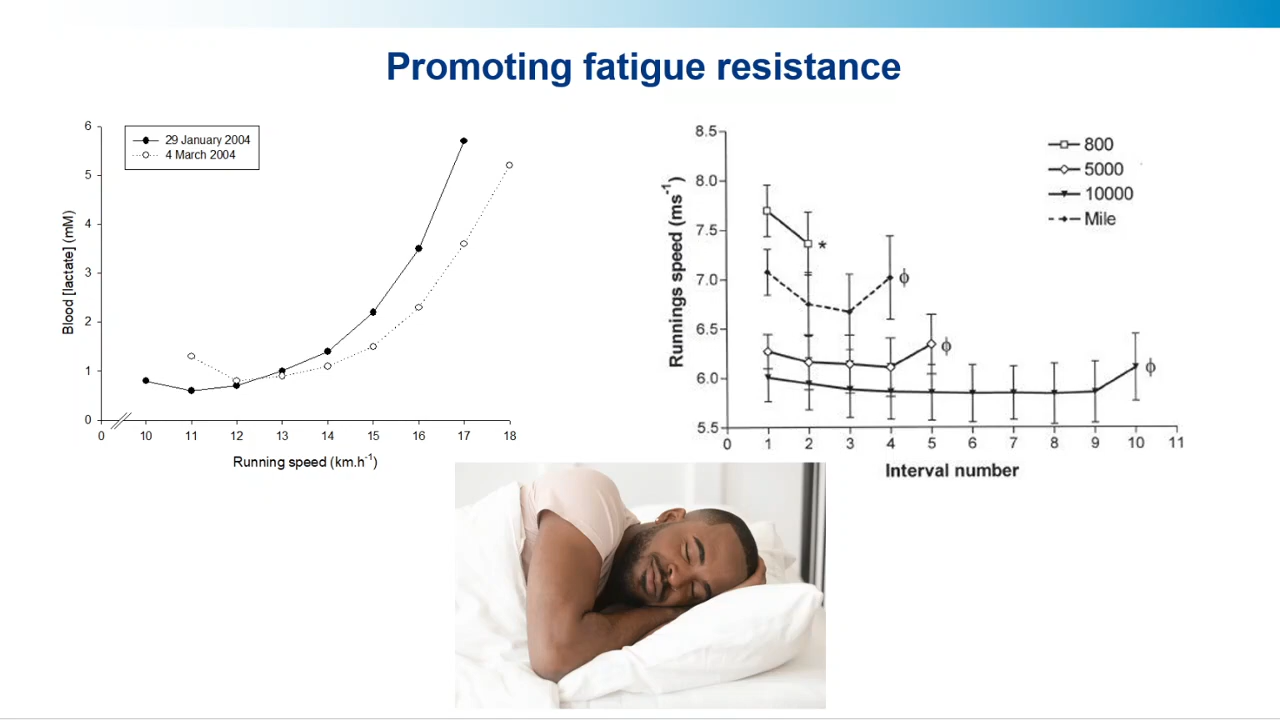 Promoting fatigue resistance
6
5
4
3
2
1
0
Blood [lactate] (mM)
29 January 2004
4 March 2004
0 10 11 12 13 14 15 16 17 18
Running speed (km.h-1)
8.5
8.0
7.5
7.0
6.5
6.0
5.5
Runnings speed (ms-1)
800
5000
10000
Mile
*
ϕ
ϕ
ϕ
0 1 2 3 4 5 6 7 8 9 10 11
Interval number